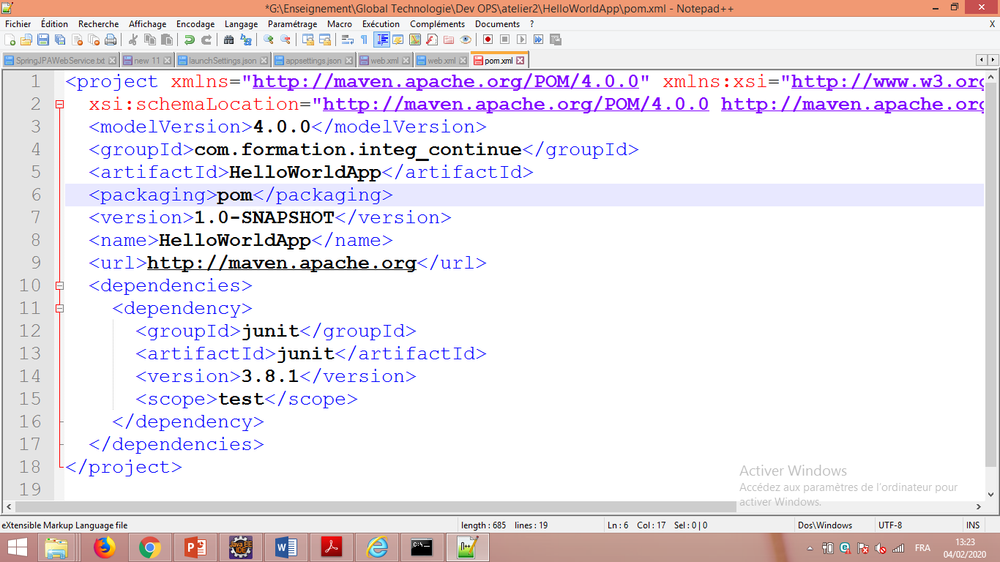 *G:\Enseignement\Global Technologie\Dev OPS\atelier2\HelloWorldApp\pom.xml - Notepad++
Fichier Édition Recherche Affichage Encodage Langage Paramétrage Macro Exécution Compléments Documents ? X
SpringJPAWebService.txt new 11 launchSettings.json appsettings.json web.xml web.xml pom.xml
1 <project xmlns="http://maven.apache.org/POM/4.0.0" xmlns:xsi="http://www.w3.org
2 xsi:schemaLocation="http://maven.apache.org/POM/4.0.0 http://maven.apache.org
3 <modelVersion>4.0.0</modelVersion>
4 <groupId>com.formation.integ_continue</groupId>
5 <artifactId>HelloWorldApp</artifactId>
6 <packaging>pom</packaging>
7 <version>1.0-SNAPSHOT</version>
8 <name>HelloWorldApp</name>
9 <url>http://maven.apache.org</url>
10 <dependencies>
11 <dependency>
12 <groupId>junit</groupId>
13 <artifactId>junit</artifactId>
14 <version>3.8.1</version>
15 <scope>test</scope>
16 </dependency>
17 </dependencies>
18 </project>
19
Activer Windows
Accédez aux paramètres de l'ordinateur pour
activer Windows.
eXtensible Markup Language file length : 685 lines : 19 Ln : 6 Col : 17 Sel : 0 | 0 Dos\Windows UTF-8 INS
Java EE
IDE
FRA
13:23
04/02/2020